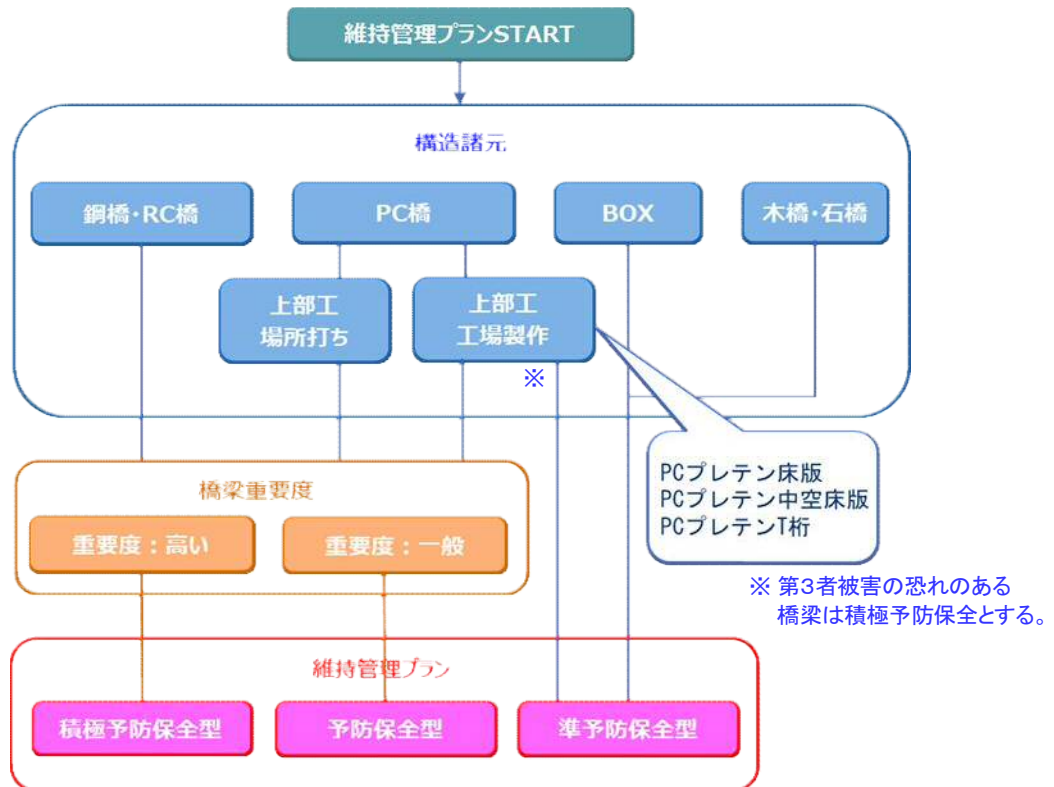 維持管理プランSTART
構造諸元
鋼橋・RC橋
PC橋
BOX
木橋・石橋
上部工
場所打ち
上部工
工場製作
※
PCプレテン床版
PCプレテン中空床版
PCプレテンT桁
橋梁重要度
重要度：高い
重要度：一般
※ 第3者被害の恐れのある
橋梁は積極予防保全とする。
維持管理プラン
積極予防保全型
予防保全型
準予防保全型